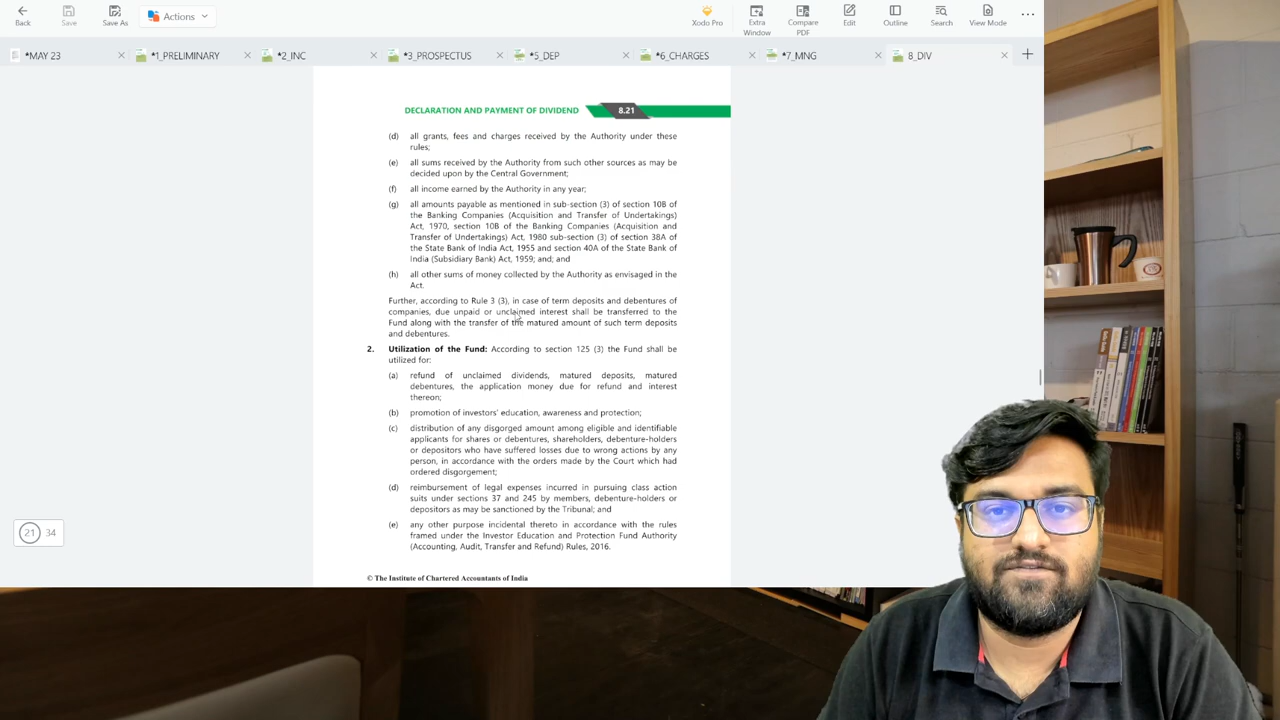 Back
Save
Save As
Actions
Xodo Pro
Extra Window
Compare PDF
Edit
Outline
Search
View Mode
*MAY 23
*1_PRELIMINARY
*2_INC
*3_PROSPECTUS
*5_DEP
*6_CHARGES
*7_MNG
8_DIV
DECLARATION AND PAYMENT OF DIVIDEND 8.21
(d) all grants, fees and charges received by the Authority under these
rules;
(e) all sums received by the Authority from such other sources as may be
decided upon by the Central Government;
(f) all income earned by the Authority in any year;
(g) all amounts payable as mentioned in sub-section (3) of section 10B of
the Banking Companies (Acquisition and Transfer of Undertakings)
Act, 1970, section 10B of the Banking Companies (Acquisition and
Transfer of Undertakings) Act, 1980 sub-section (3) of section 38A of
the State Bank of India Act, 1955 and section 40A of the State Bank of
India (Subsidiary Bank) Act, 1959; and; and
(h) all other sums of money collected by the Authority as envisaged in the
Act.
Further, according to Rule 3 (3), in case of term deposits and debentures of
companies, due unpaid or unclaimed interest shall be transferred to the
Fund along with the transfer of the matured amount of such term deposits
and debentures.
2. Utilization of the Fund: According to section 125 (3) the Fund shall be
utilized for:
(a) refund of unclaimed dividends, matured deposits, matured
debentures, the application money due for refund and interest
thereon;
(b) promotion of investors' education, awareness and protection;
(c) distribution of any disgorged amount among eligible and identifiable
applicants for shares or debentures, shareholders, debenture-holders
or depositors who have suffered losses due to wrong actions by any
person, in accordance with the orders made by the Court which had
ordered disgorgement;
(d) reimbursement of legal expenses incurred in pursuing class action
suits under sections 37 and 245 by members, debenture-holders or
depositors as may be sanctioned by the Tribunal; and
(e) any other purpose incidental thereto in accordance with the rules
framed under the Investor Education and Protection Fund Authority
(Accounting, Audit, Transfer and Refund) Rules, 2016.
21 34
© The Institute of Chartered Accountants of India